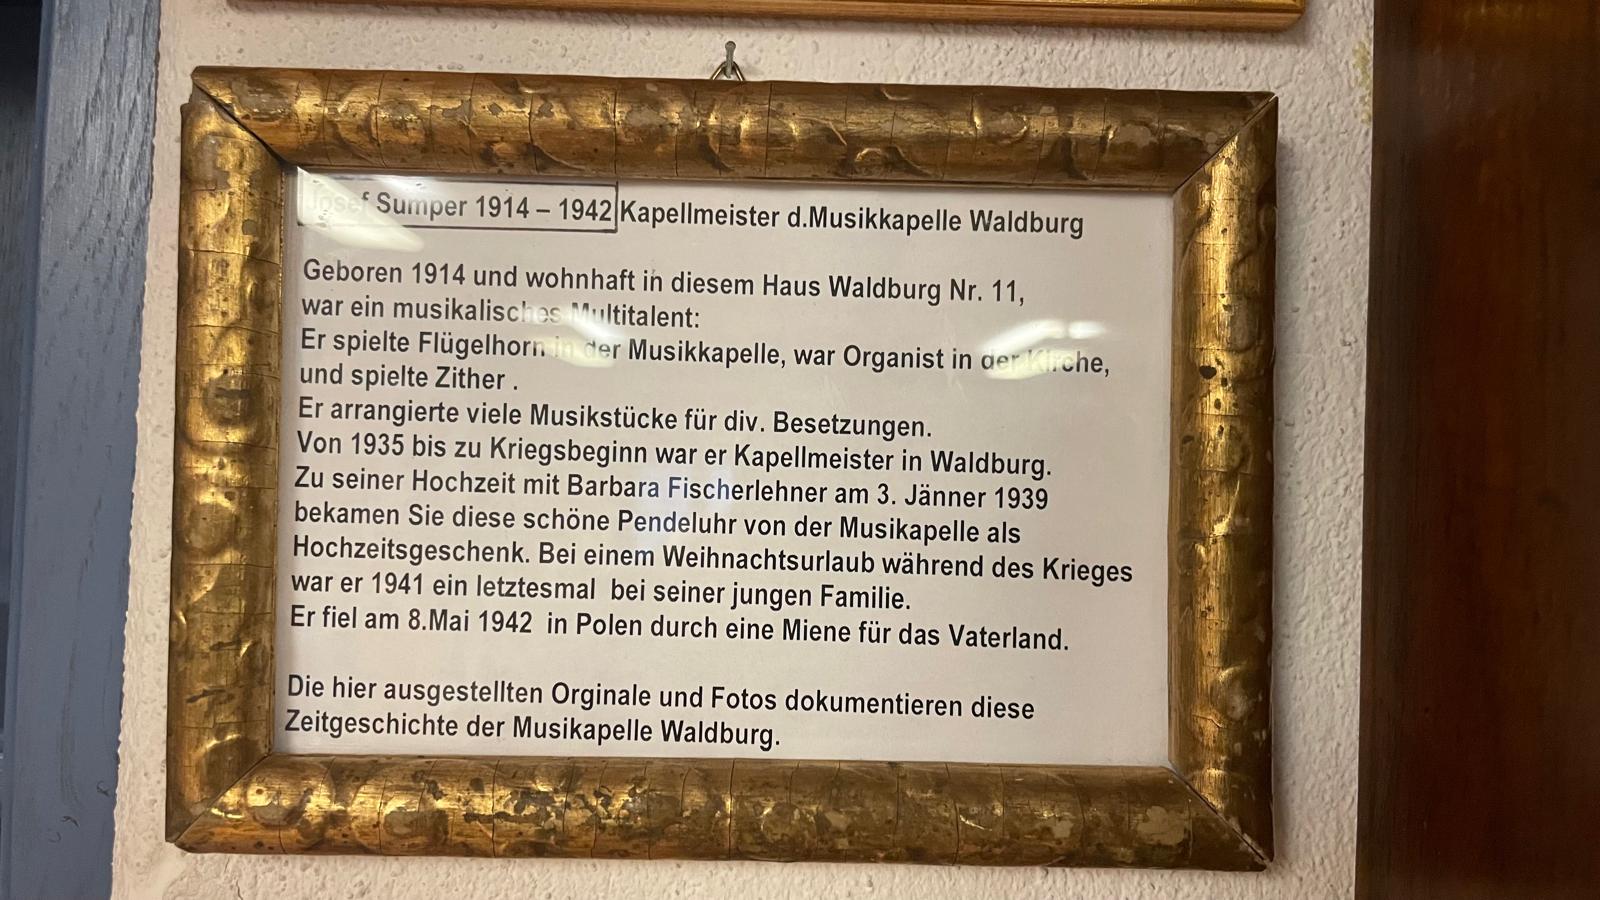 Josef Sumper 1914 – 1942 Kapellmeister d.Musikkapelle Waldburg
Geboren 1914 und wohnhaft in diesem Haus Waldburg Nr. 11,
war ein musikalisches Multitalent:
Er spielte Flügelhorn in der Musikkapelle, war Organist in der Kirche,
und spielte Zither .
Er arrangierte viele Musikstücke für div. Besetzungen.
Von 1935 bis zu Kriegsbeginn war er Kapellmeister in Waldburg.
Zu seiner Hochzeit mit Barbara Fischerlehner am 3. Jänner 1939
bekamen Sie diese schöne Pendeluhr von der Musikapelle als
Hochzeitsgeschenk. Bei einem Weihnachtsurlaub während des Krieges
war er 1941 ein letztesmal  bei seiner jungen Familie.
Er fiel am 8.Mai 1942  in Polen durch eine Miene für das Vaterland.
Die hier ausgestellten Orginale und Fotos dokumentieren diese
Zeitgeschichte der Musikapelle Waldburg.